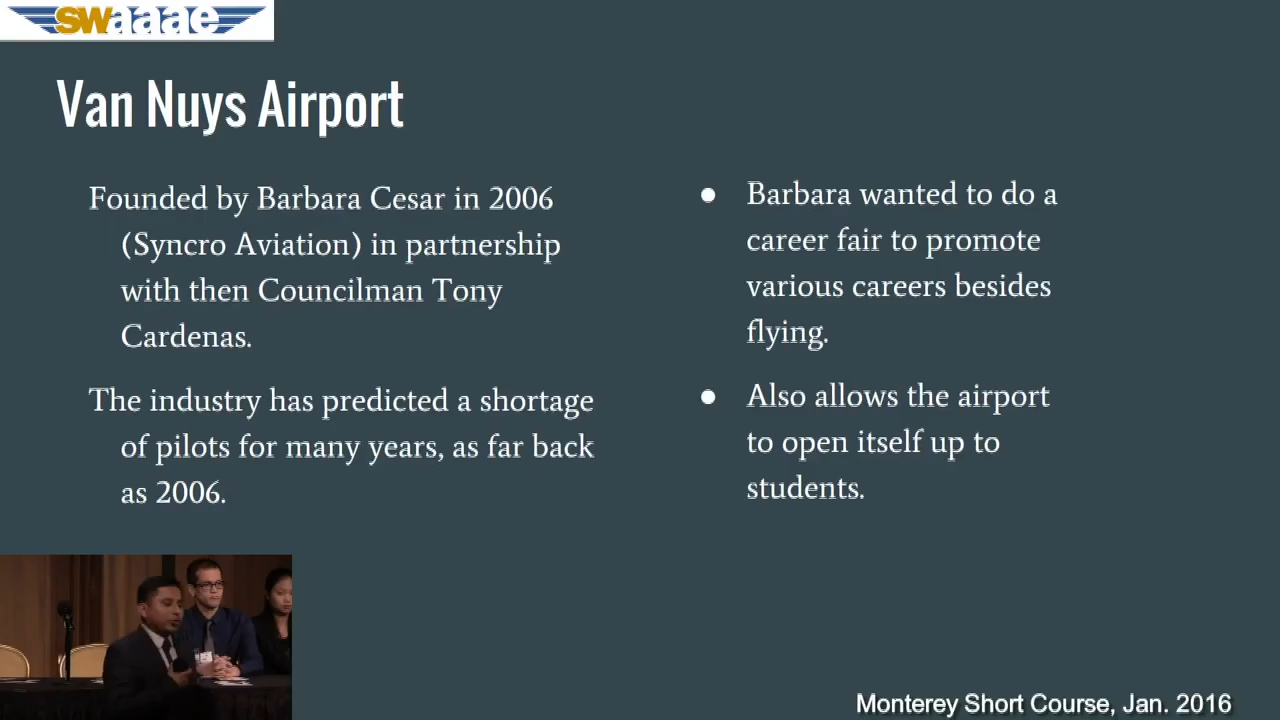 swaaae
Van Nuys Airport
Founded by Barbara Cesar in 2006
(Syncro Aviation) in partnership
with then Councilman Tony
Cardenas.
The industry has predicted a shortage
of pilots for many years, as far back
as 2006.
● Barbara wanted to do a
career fair to promote
various careers besides
flying.
● Also allows the airport
to open itself up to
students.
Monterey Short Course, Jan. 2016